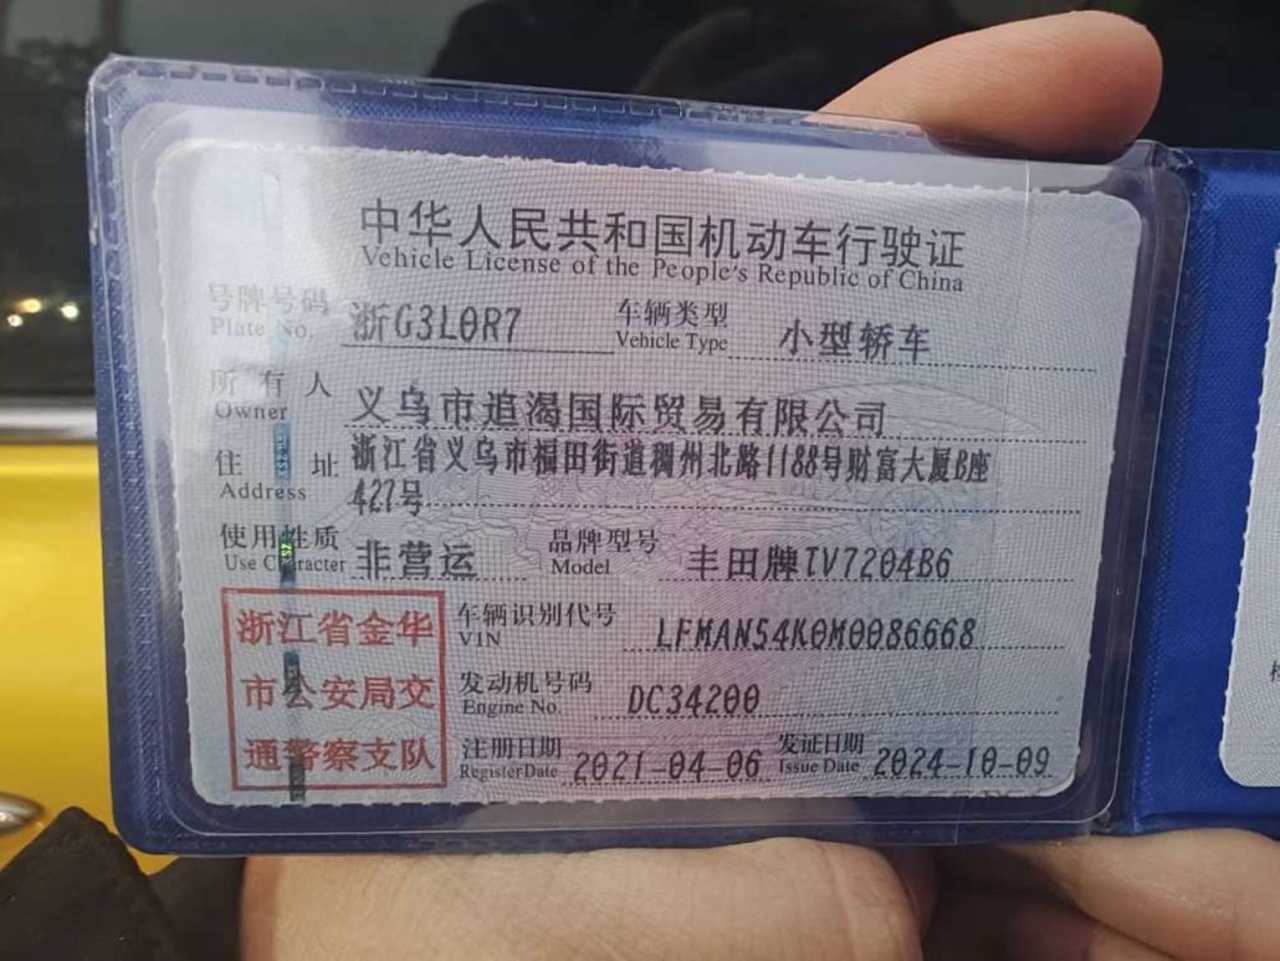 中华人民共和国机动车行驶证
Vehicle License of the People's Republic of China
号牌号码 浙G3L0R7 车辆类型 小型轿车
Plate No. Vehicle Type
所有人 义乌市追渴国际贸易有限公司
Owner
住址 浙江省义乌市福田街道稠州北路1188号财富大厦B座
Address 427号
使用性质 非营运 品牌型号 丰田牌TV7204B6
Use Character Model
浙江省金华
市公安局交
通警察支队
车辆识别代号 LFMAN54K0M0086668
VIN
发动机号码 DC34200
Engine No.
注册日期 2021-04-06 发证日期 2024-10-09
Register Date Issue Date